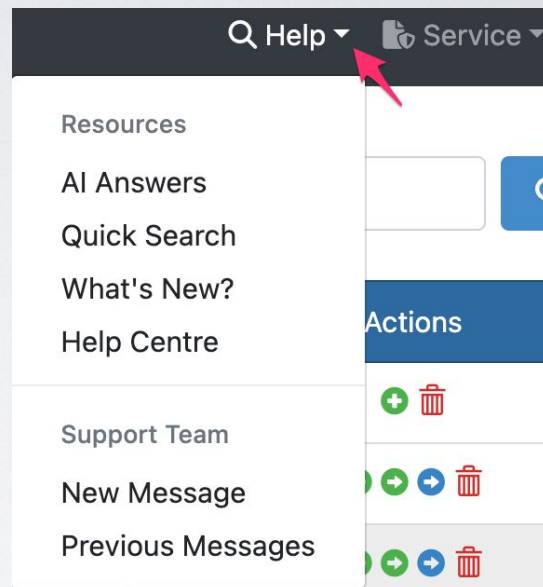 Help
Service
Resources
AI Answers
Quick Search
What's New?
Help Centre
Actions
Support Team
New Message
Previous Messages